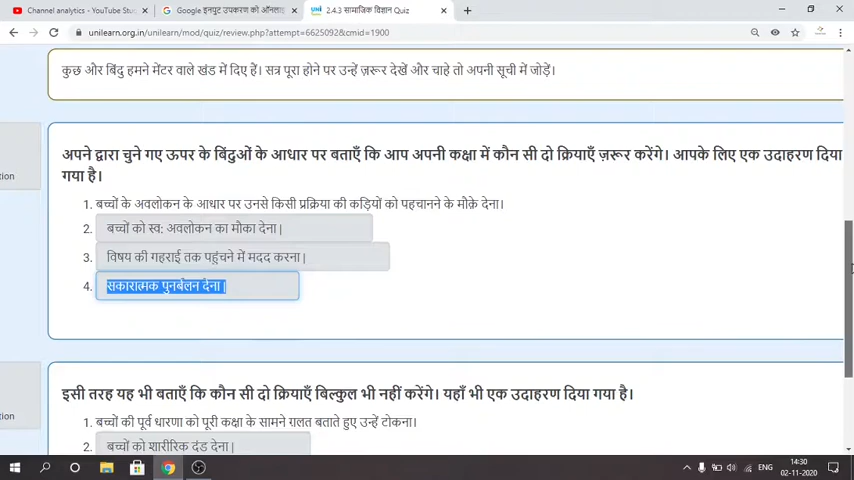 Channel analytics - YouTube Stu
Google इनपुट उपकरण को ऑनलाइन
2.4.3 सामाजिक विज्ञान Quiz
unilearn.org.in/unilearn/mod/quiz/review.php?attempt=6625092&cmid=1900
कुछ और बिंदु हमने मेंटर वाले खंड में दिए हैं। सत्र पूरा होने पर उन्हें ज़रूर देखें और चाहे तो अपनी सूची में जोड़ें।
tion
अपने द्वारा चुने गए ऊपर के बिंदुओं के आधार पर बताएँ कि आप अपनी कक्षा में कौन सी दो क्रियाएँ ज़रूर करेंगे। आपके लिए एक उदाहरण दिया
गया है।
1. बच्चों के अवलोकन के आधार पर उनसे किसी प्रक्रिया की कड़ियों को पहचानने के मौक़े देना।
2. बच्चों को स्व: अवलोकन का मौका देना |
3. विषय की गहराई तक पहुंचने में मदद करना |
4. सकारात्मक पुनर्बलन देना |
tion
इसी तरह यह भी बताएँ कि कौन सी दो क्रियाएँ बिल्कुल भी नहीं करेंगे। यहाँ भी एक उदाहरण दिया गया है।
1. बच्चों की पूर्व धारणा को पूरी कक्षा के सामने ग़लत बताते हुए उन्हें टोकना।
2. बच्चों को शारीरिक दंड देना |
ENG
14:30
02-11-2020